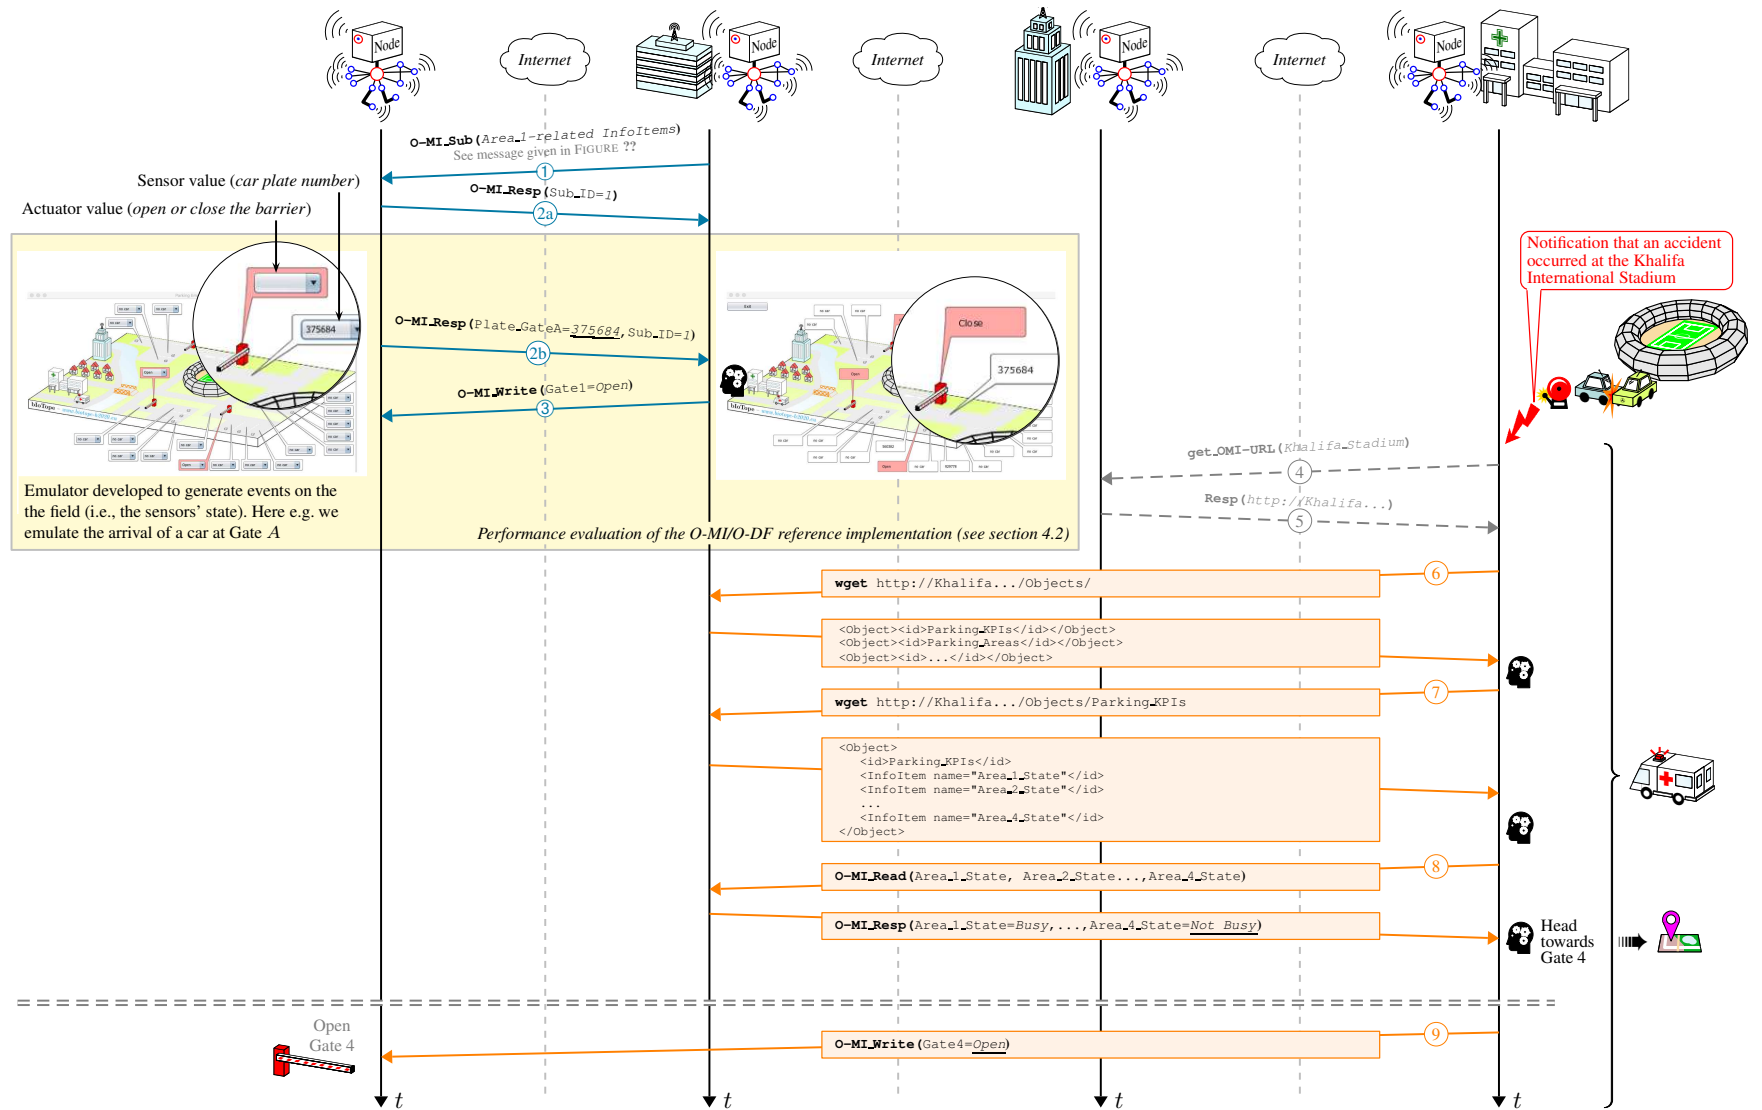 Node
Internet
Node
Internet
Node
Internet
Node
O-MI_Sub(Area_1-related InfoItems)
See message given in FIGURE ??
1
Sensor value (car plate number)
O-MI_Resp(Sub_ID=1)
Actuator value (open or close the barrier)
2a
Notification that an accident
occurred at the Khalifa
International Stadium
375684
O-MI_Resp(Plate_GateA=375684,Sub_ID=1)
2b
Close
375684
O-MI_Write(Gate1=Open)
3
Exit
bIoTope
Open
no car
get_OMI-URL(Khalifa_Stadium)
4
Resp(http://Khalifa...)
5
Emulator developed to generate events on the
the field (i.e., the sensors' state). Here e.g. we
emulate the arrival of a car at Gate A
Performance evaluation of the O-MI/O-DF reference implementation (see section 4.2)
6
wget http://Khalifa.../Objects/
<Object><id>Parking_KPIs</id></Object>
<Object><id>Parking_Areas</id></Object>
<Object><id>...</id></Object>
7
wget http://Khalifa.../Objects/Parking_KPIs
<Object>
<id>Parking_KPIs</id>
<InfoItem name="Area_1_State"</id>
<InfoItem name="Area_2_State"</id>
...
<InfoItem name="Area_4_State"</id>
</Object>
8
O-MI_Read(Area_1_State, Area_2_State...,Area_4_State)
O-MI_Resp(Area_1_State=Busy,...,Area_4_State=Not Busy)
Head
towards
Gate 4
9
Open
Gate 4
O-MI_Write(Gate4=Open)
t
t
t
t